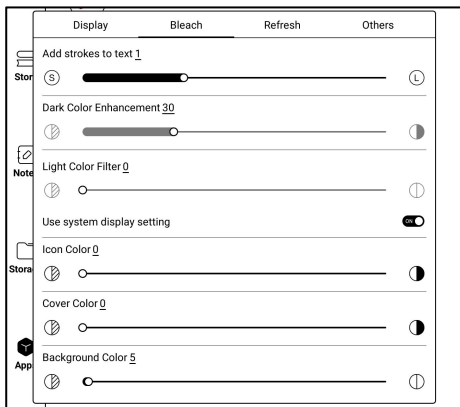 Display Bleach Refresh Others
Add strokes to text 1
S L
Dark Color Enhancement 30
Light Color Filter 0
Use system display setting ON
Icon Color 0
Cover Color 0
Background Color 5
Stor
Note
Stora
App